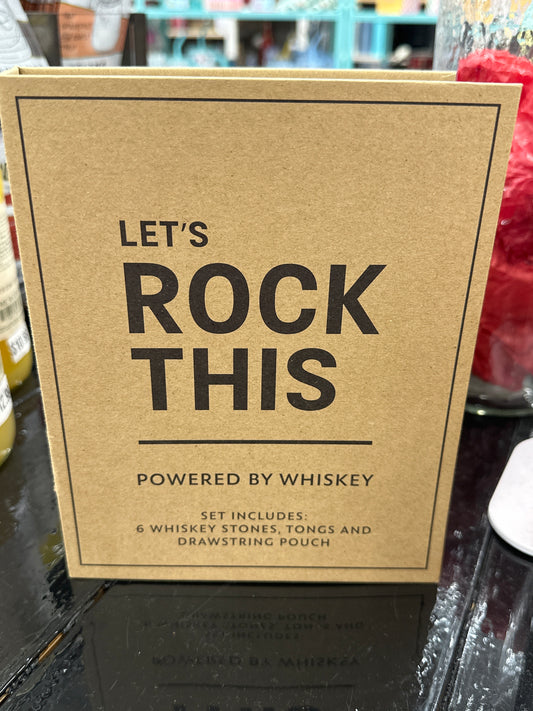 LET'S
ROCK
THIS
POWERED BY WHISKEY
SET INCLUDES:
6 WHISKEY STONES, TONGS AND
DRAWSTRING POUCH